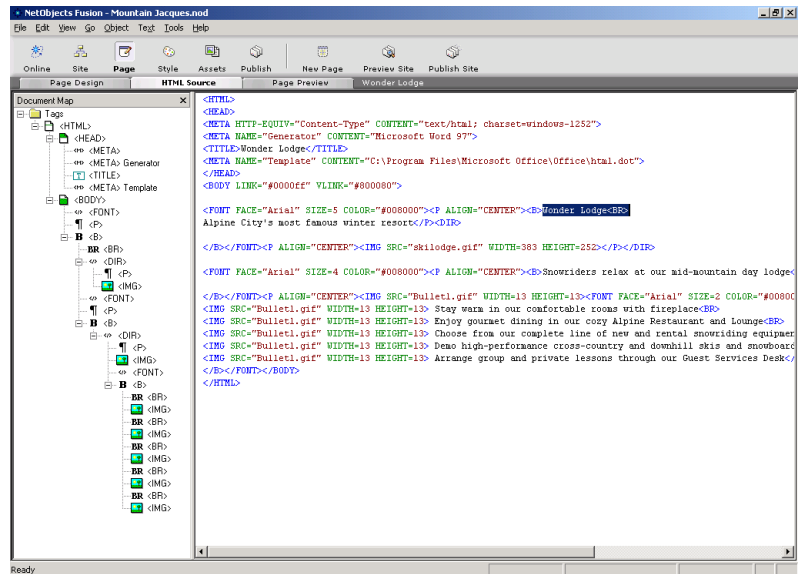 NetObjects Fusion - Mountain Jacques.nod
File Edit View Go Object Text Tools Help
Online Site Page Style Assets Publish New Page Preview Site Publish Site
Page Design HTML Source Page Preview Wonder Lodge
Document Map
Tags
<HTML>
<HEAD>
<META>
<META> Generator
<TITLE>
<META> Template
<BODY>
<FONT>
¶ <P>
B <B>
BR <BR>
<DIR>
¶ <P>
<IMG>
<FONT>
¶ <P>
B <B>
<DIR>
¶ <P>
<IMG>
<FONT>
B <B>
BR <BR>
<IMG>
BR <BR>
<IMG>
BR <BR>
<IMG>
BR <BR>
<IMG>
<HTML>
<HEAD>
<META HTTP-EQUIV="Content-Type" CONTENT="text/html; charset=windows-1252">
<META NAME="Generator" CONTENT="Microsoft Word 97">
<TITLE>Wonder Lodge</TITLE>
<META NAME="Template" CONTENT="C:\Program Files\Microsoft Office\Office\html.dot">
</HEAD>
<BODY LINK="#0000ff" VLINK="#800080">
<FONT FACE="Arial" SIZE=5 COLOR="#008000"><P ALIGN="CENTER"><B>Wonder Lodge<BR>
Alpine City's most famous winter resort</P><DIR>
</B></FONT><P ALIGN="CENTER"><IMG SRC="skilodge.gif" WIDTH=383 HEIGHT=252></P></DIR>
<FONT FACE="Arial" SIZE=4 COLOR="#008000"><P ALIGN="CENTER"><B>Snowriders relax at our mid-mountain day lodge<
</B></FONT><P ALIGN="CENTER"><IMG SRC="Bullet1.gif" WIDTH=13 HEIGHT=13><FONT FACE="Arial" SIZE=2 COLOR="#0080
<IMG SRC="Bullet1.gif" WIDTH=13 HEIGHT=13> Stay warm in our comfortable rooms with fireplace<BR>
<IMG SRC="Bullet1.gif" WIDTH=13 HEIGHT=13> Enjoy gourmet dining in our cozy Alpine Restaurant and Lounge<BR>
<IMG SRC="Bullet1.gif" WIDTH=13 HEIGHT=13> Choose from our complete line of new and rental snowriding equipmen
<IMG SRC="Bullet1.gif" WIDTH=13 HEIGHT=13> Demo high-performance cross-country and downhill skis and snowboard
<IMG SRC="Bullet1.gif" WIDTH=13 HEIGHT=13> Arrange group and private lessons through our Guest Services Desk</
</B></FONT></BODY>
</HTML>
Ready